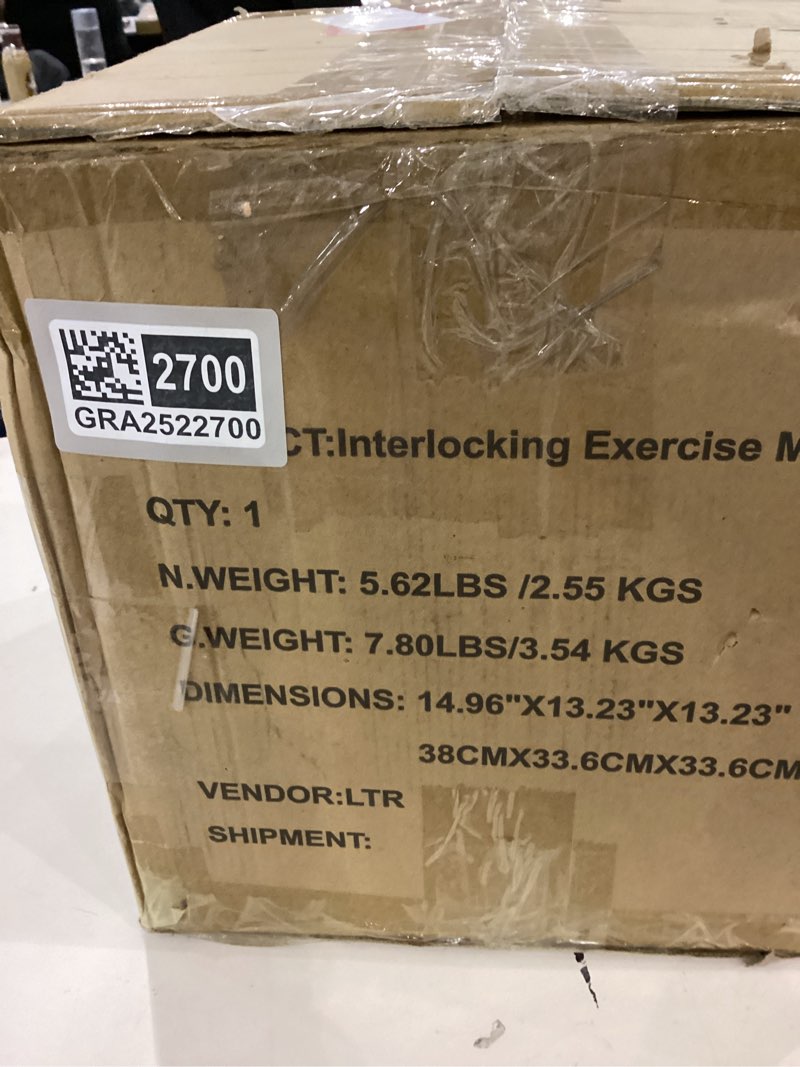 2700
GRA2522700
CT:Interlocking Exercise M
QTY: 1
N.WEIGHT: 5.62LBS /2.55 KGS
G.WEIGHT: 7.80LBS/3.54 KGS
DIMENSIONS: 14.96"X13.23"X13.23"
38CMX33.6CMX33.6CM
VENDOR:LTR
SHIPMENT: